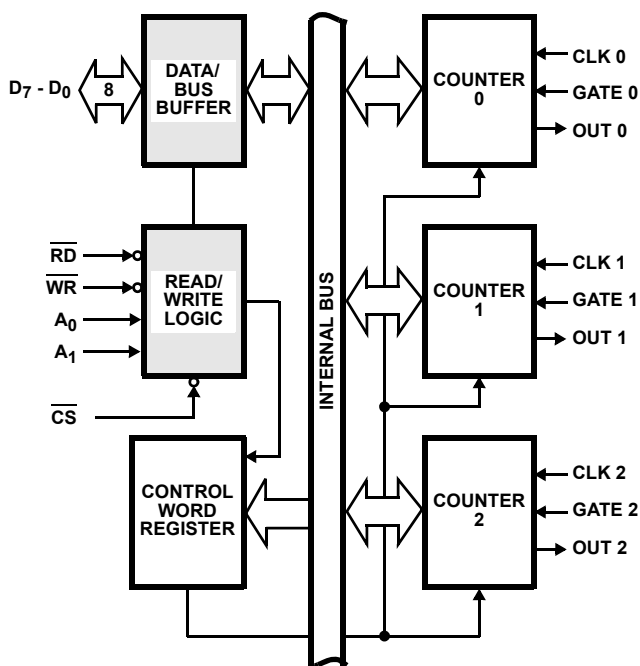 D7 - D0
8
DATA/
BUS
BUFFER
RD
WR
A0
A1
CS
READ/
WRITE
LOGIC
CONTROL
WORD
REGISTER
INTERNAL BUS
COUNTER
0
CLK 0
GATE 0
OUT 0
COUNTER
1
CLK 1
GATE 1
OUT 1
COUNTER
2
CLK 2
GATE 2
OUT 2